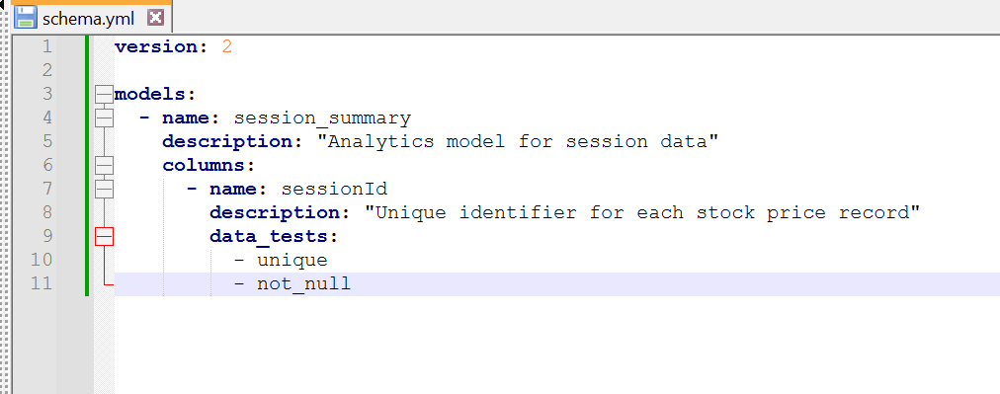 schema.yml
1 version: 2
2
3 models:
4   - name: session_summary
5     description: "Analytics model for session data"
6     columns:
7       - name: sessionId
8         description: "Unique identifier for each stock price record"
9         data_tests:
10           - unique
11           - not_null